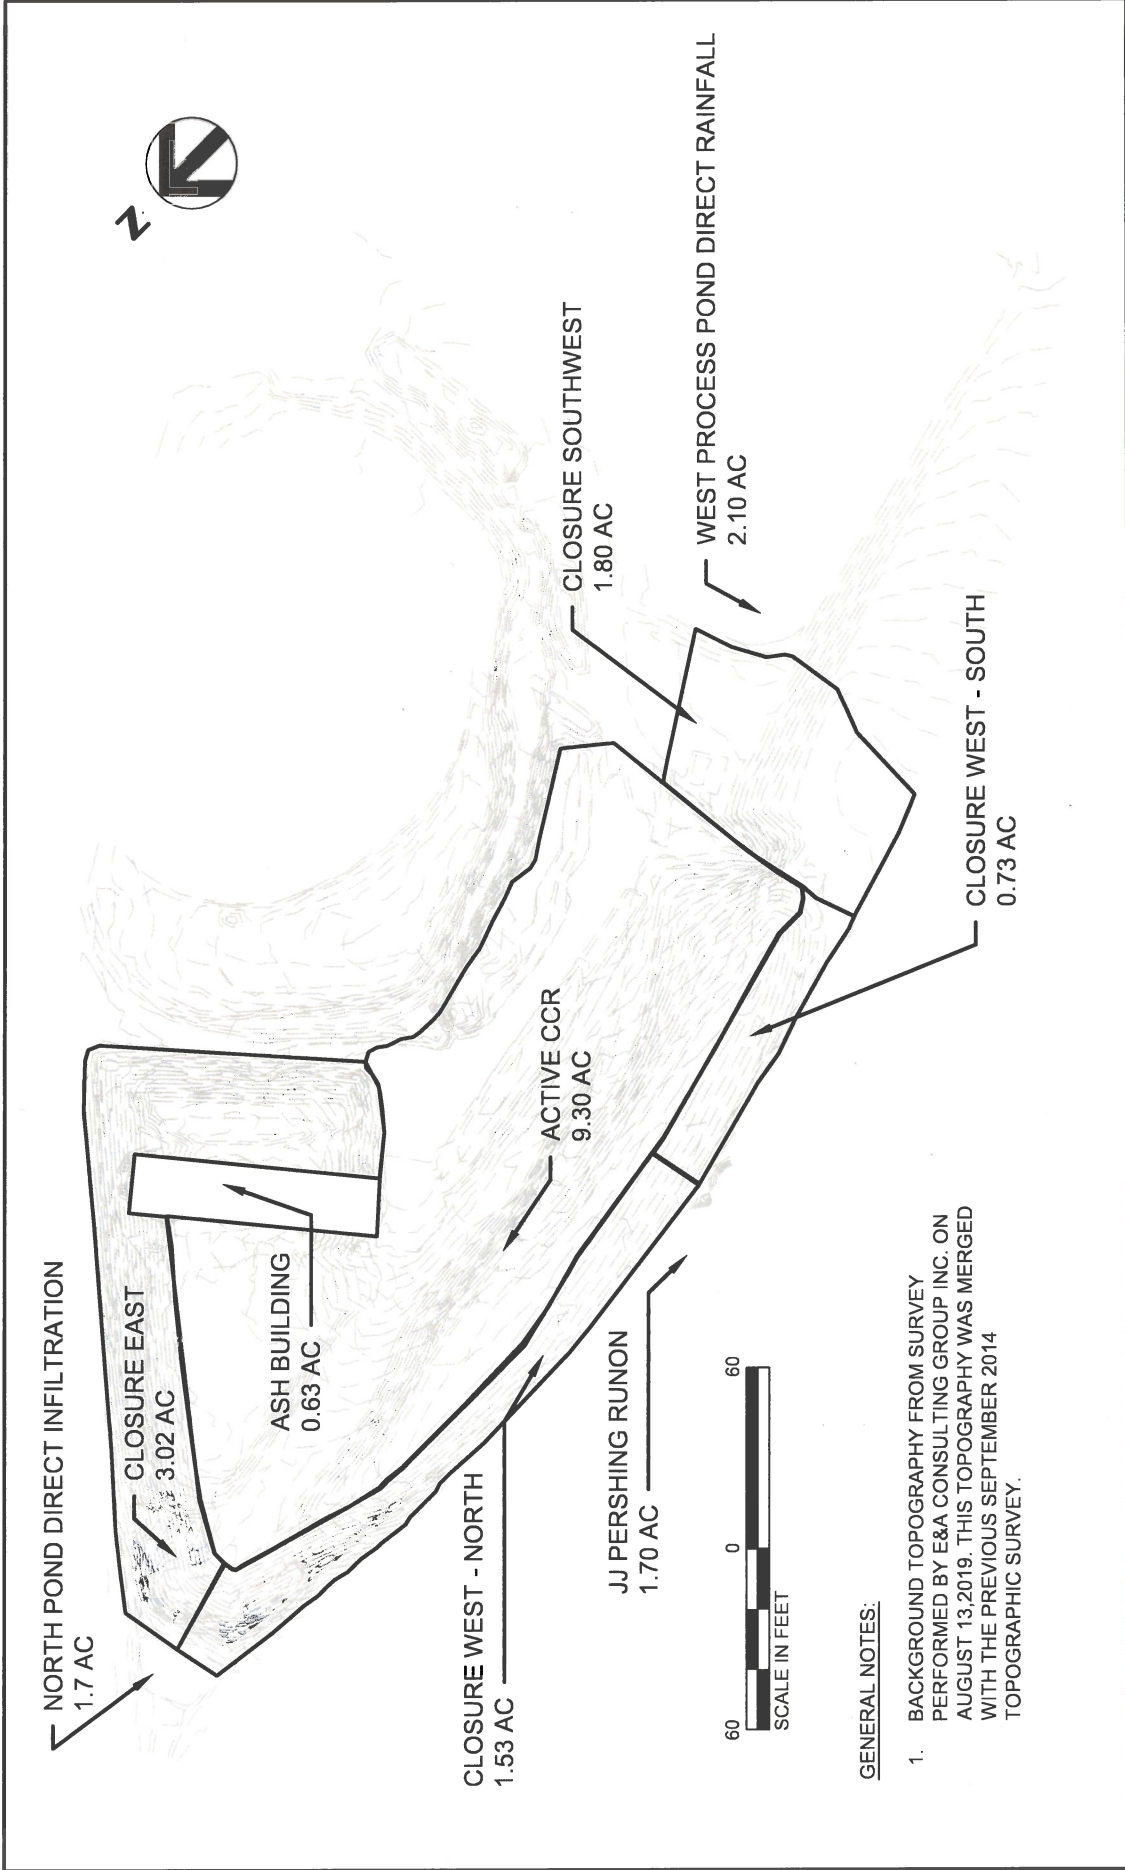 NORTH POND DIRECT INFILTRATION
1.7 AC
CLOSURE EAST
3.02 AC
ASH BUILDING
0.63 AC
N
CLOSURE WEST - NORTH
1.53 AC
ACTIVE CCR
9.30 AC
CLOSURE SOUTHWEST
1.80 AC
JJ PERSHING RUNON
1.70 AC
WEST PROCESS POND DIRECT RAINFALL
2.10 AC
CLOSURE WEST - SOUTH
0.73 AC
60 0 60
SCALE IN FEET
GENERAL NOTES:
1. BACKGROUND TOPOGRAPHY FROM SURVEY
PERFORMED BY E&A CONSULTING GROUP INC. ON
AUGUST 13,2019. THIS TOPOGRAPHY WAS MERGED
WITH THE PREVIOUS SEPTEMBER 2014
TOPOGRAPHIC SURVEY.